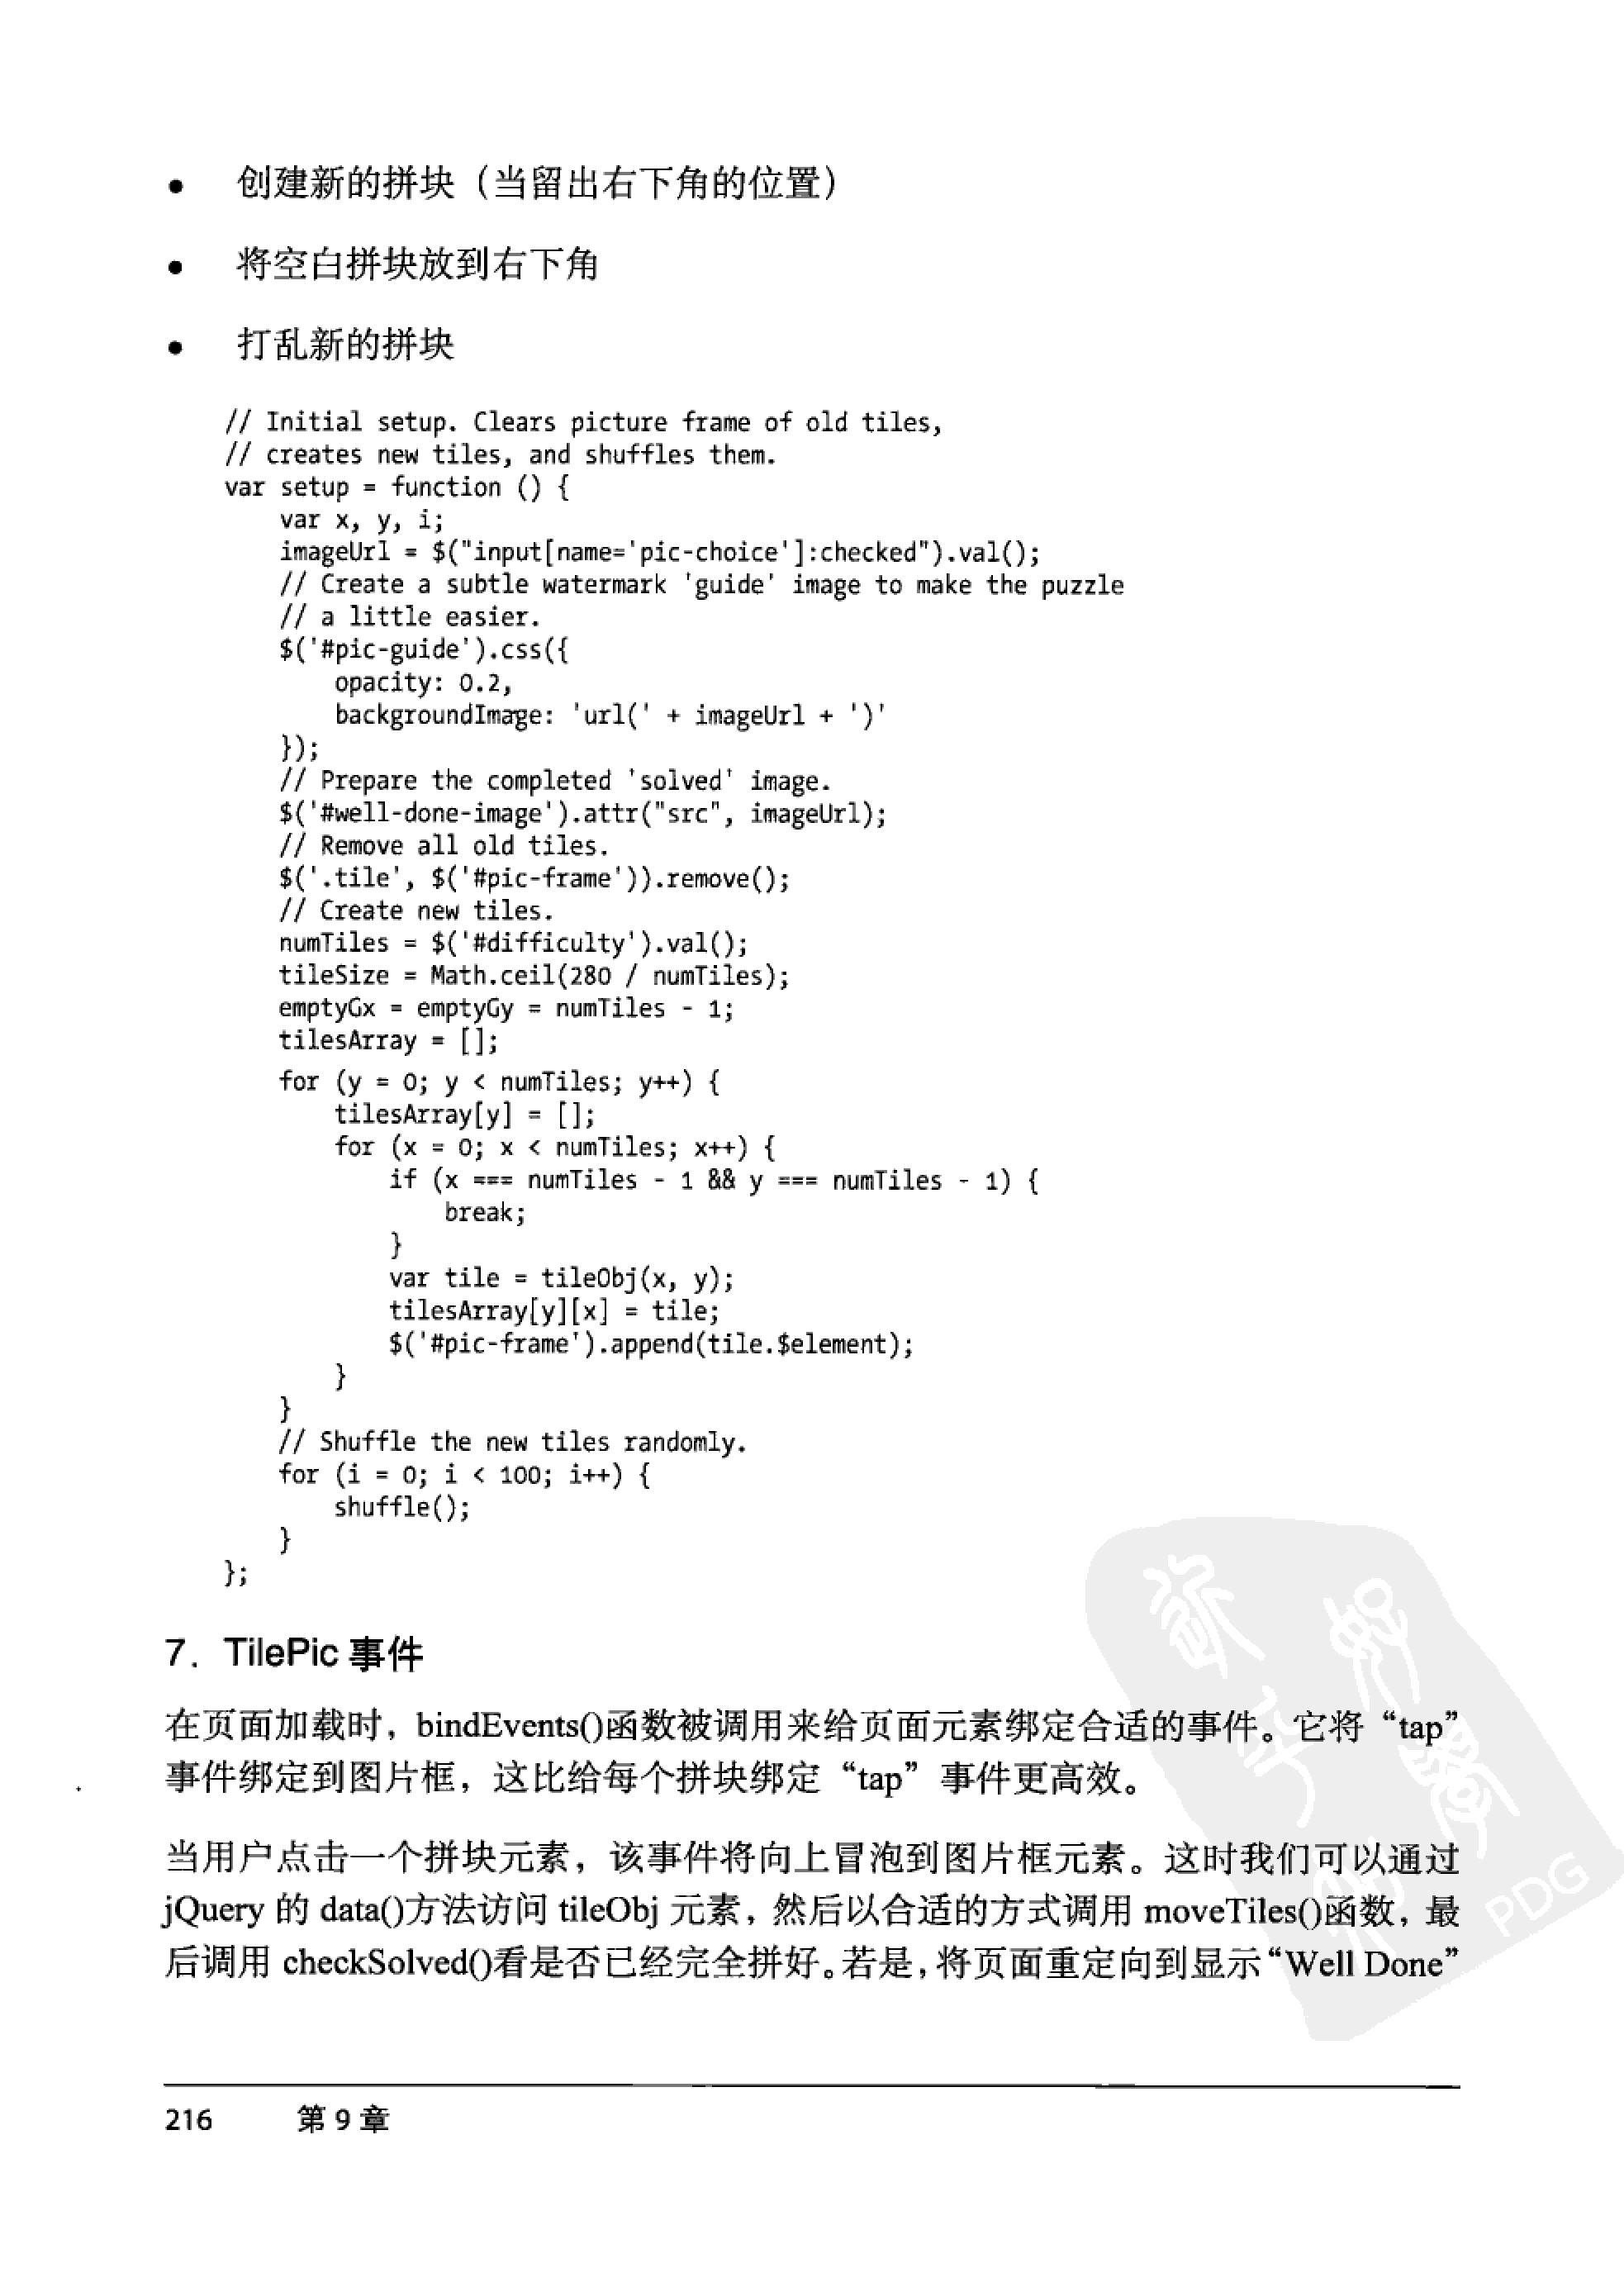 • 创建新的拼块（当留出右下角的位置）
• 将空白拼块放到右下角
• 打乱新的拼块
// Initial setup. Clears picture frame of old tiles,
// creates new tiles, and shuffles them.
var setup = function () {
    var x, y, i;
    imageUrl = $("input[name='pic-choice']:checked").val();
    // Create a subtle watermark 'guide' image to make the puzzle
    // a little easier.
    $('#pic-guide').css({
        opacity: 0.2,
        backgroundImage: 'url(' + imageUrl + ')'
    });
    // Prepare the completed 'solved' image.
    $('#well-done-image').attr("src", imageUrl);
    // Remove all old tiles.
    $('.tile', $('#pic-frame')).remove();
    // Create new tiles.
    numTiles = $('#difficulty').val();
    tileSize = Math.ceil(280 / numTiles);
    emptyGx = emptyGy = numTiles - 1;
    tilesArray = [];
    for (y = 0; y < numTiles; y++) {
        tilesArray[y] = [];
        for (x = 0; x < numTiles; x++) {
            if (x === numTiles - 1 && y === numTiles - 1) {
                break;
            }
            var tile = tileObj(x, y);
            tilesArray[y][x] = tile;
            $('#pic-frame').append(tile.$element);
        }
    }
    // Shuffle the new tiles randomly.
    for (i = 0; i < 100; i++) {
        shuffle();
    }
};
7．TilePic 事件
在页面加载时，bindEvents()函数被调用来给页面元素绑定合适的事件。它将“tap”
事件绑定到图片框，这比给每个拼块绑定“tap”事件更高效。
当用户点击一个拼块元素，该事件将向上冒泡到图片框元素。这时我们可以通过
jQuery 的 data()方法访问 tileObj 元素，然后以合适的方式调用 moveTiles()函数，最
后调用 checkSolved()看是否已经完全拼好。若是，将页面重定向到显示“Well Done”
PDG
216 第 9 章